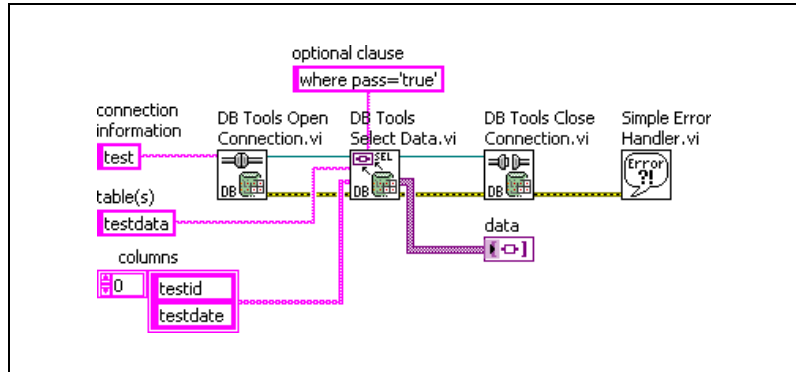 optional clause
where pass='true'
connection
information
test
DB Tools Open
Connection.vi
DB Tools
Select Data.vi
DB Tools Close
Connection.vi
Simple Error
Handler.vi
DB
SEL
DB
DB
Error
?!
table(s)
testdata
data
columns
0
testid
testdate